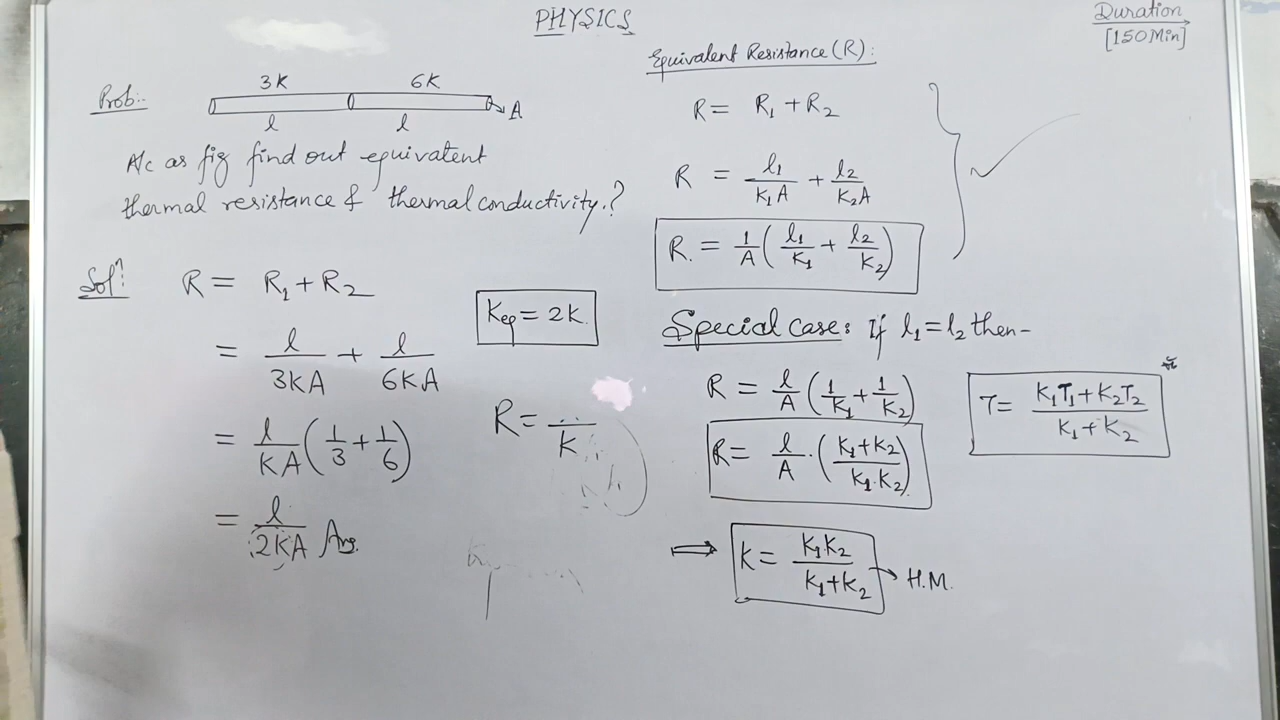 PHYSICS
Duration
[150 Min]
Prob:-
3K 6K
l l
A
A/c as fig find out equivatent
thermal resistance & thermal conductivity.?
Sol?
R = R₁ + R₂
= l/3KA + l/6KA
= l/KA (1/3 + 1/6)
= l/2KA Ans.
Keq = 2K.
R = /K
Equivalent Resistance (R):
R = R₁ + R₂
R = l₁/K₁A + l₂/K₂A
R. = 1/A (l₁/K₁ + l₂/K₂)
Special case: If l₁ = l₂ then-
R = l/A (1/K₁ + 1/K₂)
R = l/A . (K₁+K₂/K₁.K₂)
⇒ K = K₁K₂/K₁+K₂ → H.M.
T = K₁T₁+K₂T₂/K₁+K₂